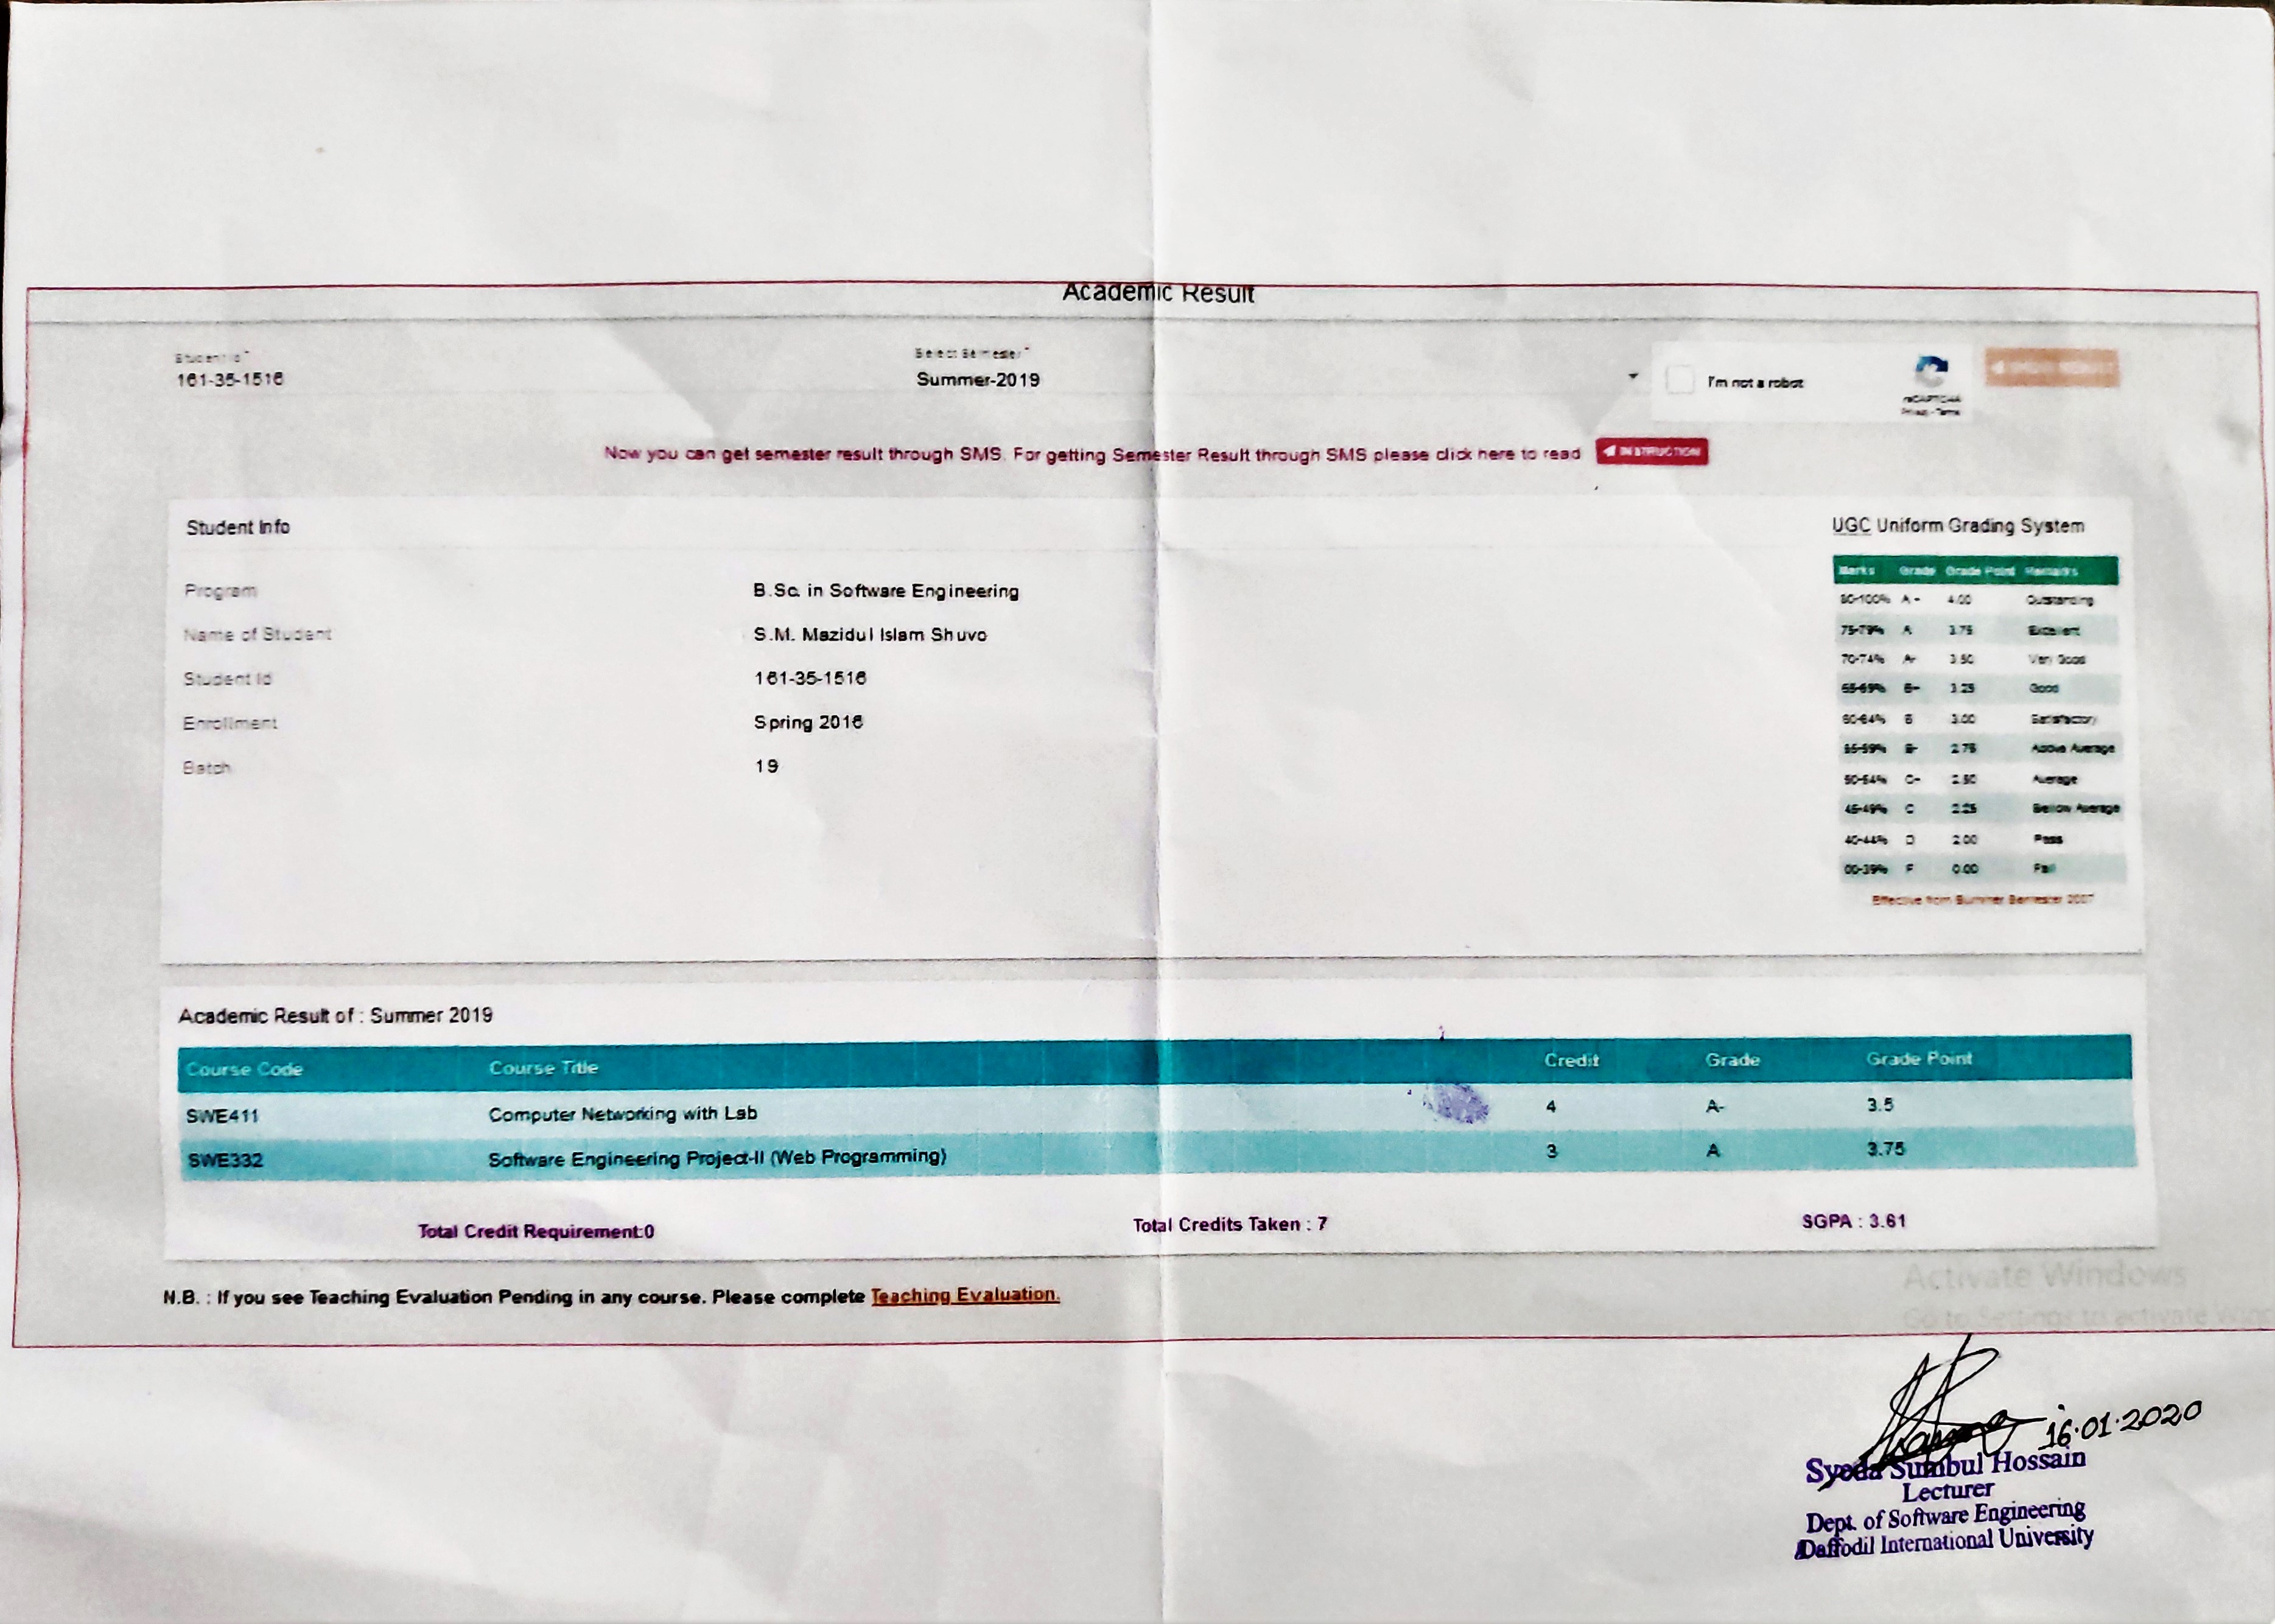 Academic Result
Student Id*
Select Semester*
161-35-1516
Summer-2019
I'm not a robot
reCAPTCHA
Privacy - Terms
Now you can get semester result through SMS. For getting Semester Result through SMS please click here to read INSTRUCTION
Student Info
Program B.Sc. in Software Engineering
Name of Student S.M. Mazidul Islam Shuvo
Student Id 161-35-1516
Enrollment Spring 2016
Batch 19
UGC Uniform Grading System
Marks Grade Grade Point Remarks
80-100% A+ 4.00 Outstanding
75-79% A 3.75 Excellent
70-74% A- 3.50 Very Good
65-69% B+ 3.25 Good
60-64% B 3.00 Satisfactory
55-59% B- 2.75 Above Average
50-54% C+ 2.50 Average
45-49% C 2.25 Bellow Average
40-44% D 2.00 Pass
00-39% F 0.00 Fail
Effective from Summer Semester 2007
Academic Result of : Summer 2019
Course Code Course Title Credit Grade Grade Point
SWE411 Computer Networking with Lab 4 A- 3.5
SWE332 Software Engineering Project-II (Web Programming) 3 A 3.75
Total Credit Requirement:0 Total Credits Taken : 7 SGPA : 3.61
N.B. : If you see Teaching Evaluation Pending in any course. Please complete Teaching Evaluation.
Activate Windows
Go to Settings to activate
16.01.2020
Syeda Sumbul Hossain
Lecturer
Dept. of Software Engineering
Daffodil International University